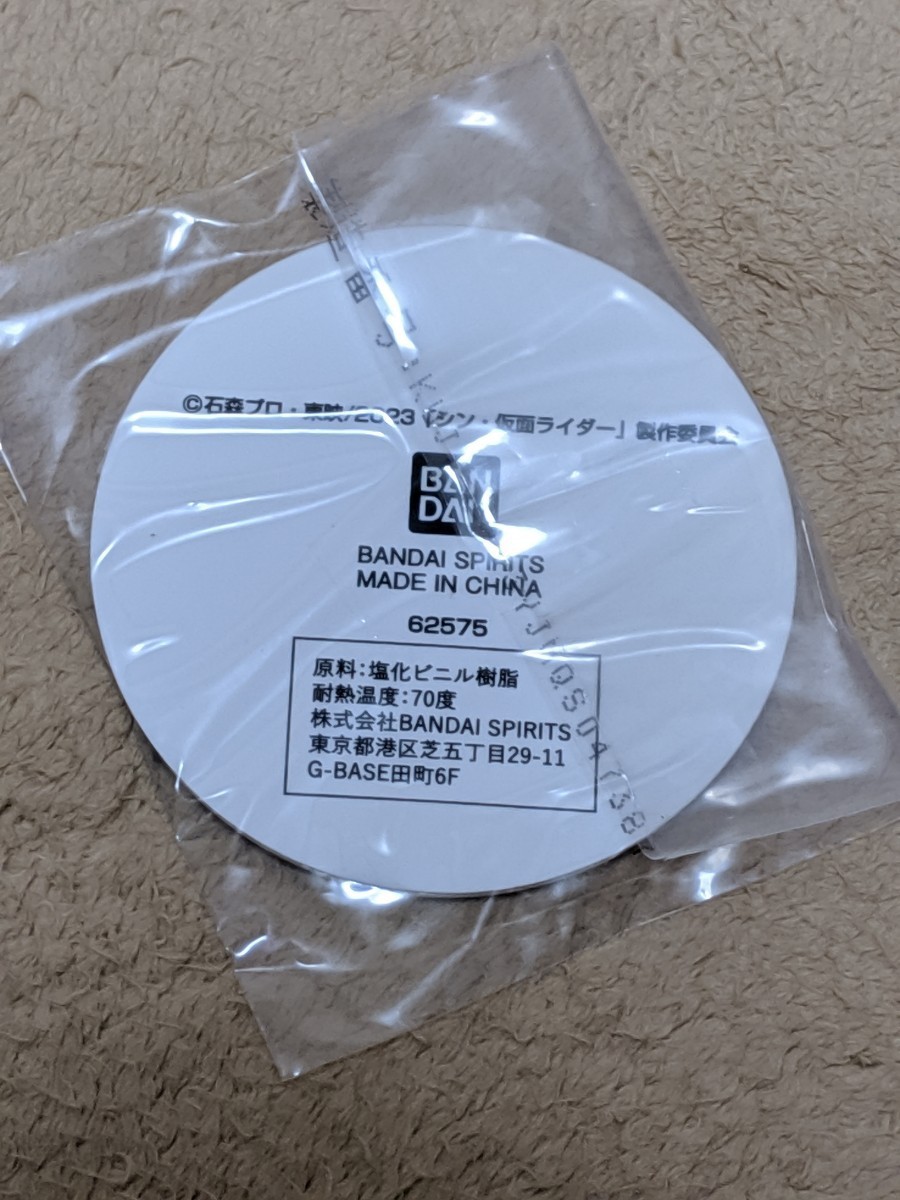 ©石森プロ・東映/2023「シン・仮面ライダー」製作委員会
BAN
DAI
BANDAI SPIRITS
MADE IN CHINA
62575
原料:塩化ビニル樹脂
耐熱温度:70度
株式会社BANDAI SPIRITS
東京都港区芝五丁目29-11
G-BASE田町6F